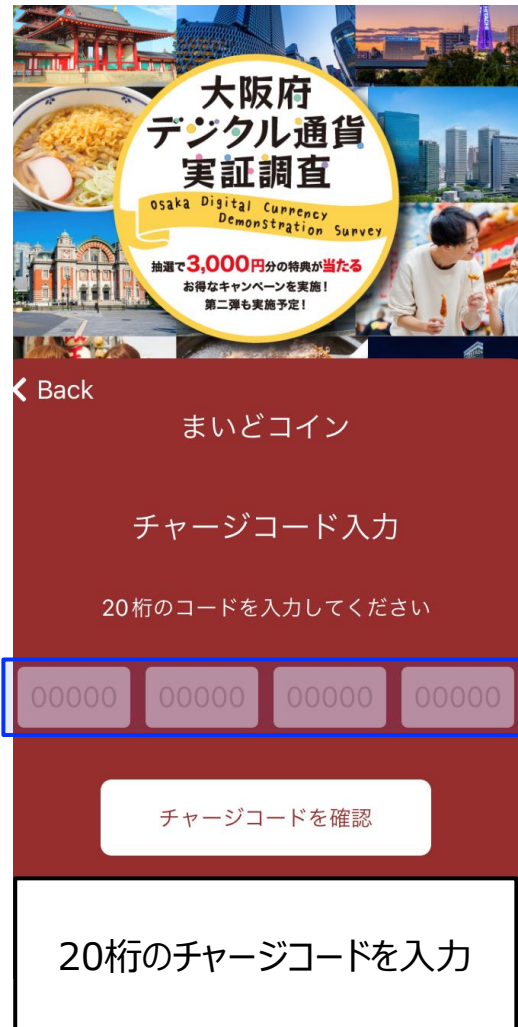 大阪府
デジタル通貨
実証調査
Osaka Digital Currency
Demonstration Survey
抽選で3,000円分の特典が当たる
お得なキャンペーンを実施！
第二弾も実施予定！
Back
まいどコイン
チャージコード入力
20桁のコードを入力してください
00000 00000 00000 00000
チャージコードを確認
20桁のチャージコードを入力